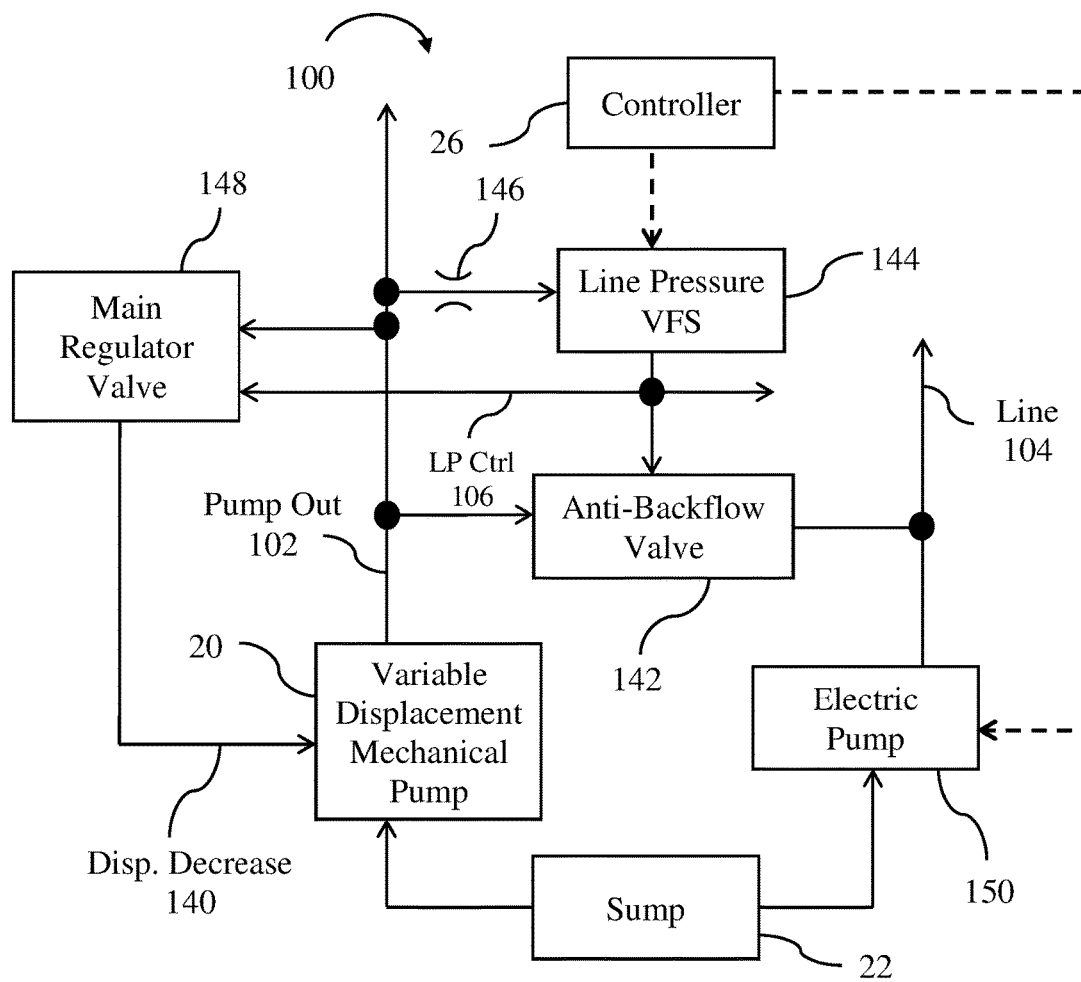 100
Controller
26
148
146
Line Pressure
VFS
144
Main
Regulator
Valve
Line
104
LP Ctrl
106
Anti-Backflow
Valve
Pump Out
102
142
20
Variable
Displacement
Mechanical
Pump
Electric
Pump
Disp. Decrease
140
150
Sump
22